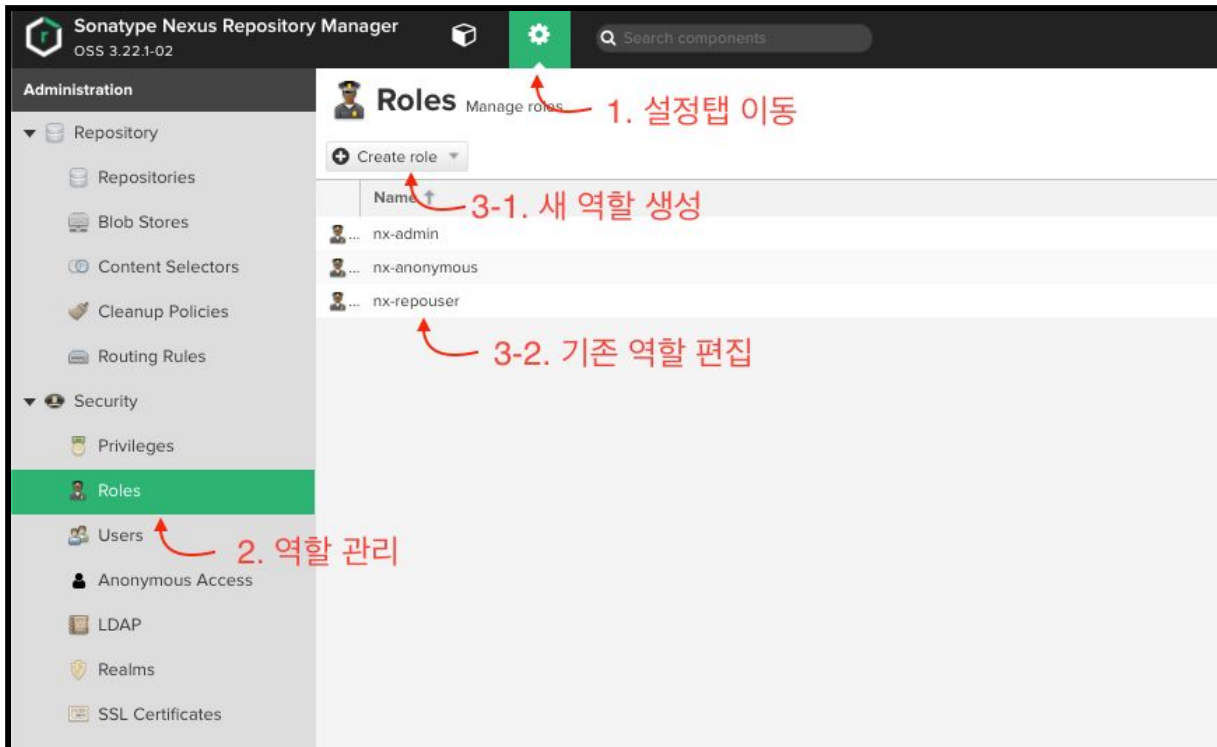 Sonatype Nexus Repository Manager
OSS 3.22.1-02
Search components
Administration
Repository
Repositories
Blob Stores
Content Selectors
Cleanup Policies
Routing Rules
Security
Privileges
Roles
Users
Anonymous Access
LDAP
Realms
SSL Certificates
Roles Manage roles
1. 설정탭 이동
Create role
Name
3-1. 새 역할 생성
nx-admin
nx-anonymous
nx-repouser
3-2. 기존 역할 편집
2. 역할 관리